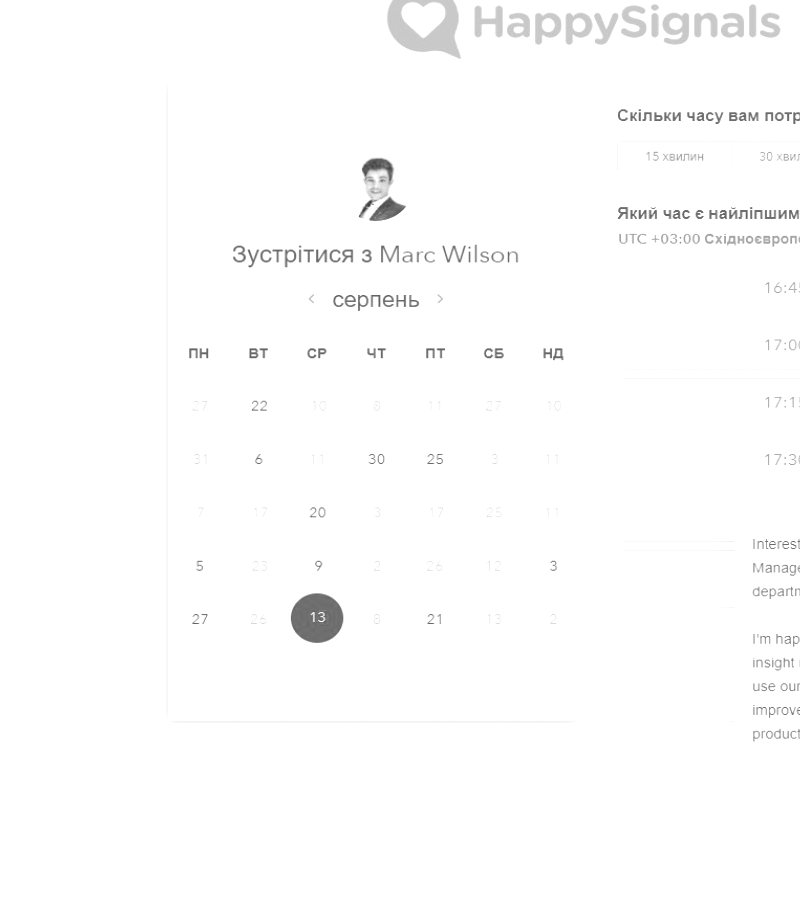 HappySignals
Зустрітися з Marc Wilson
серпень
ПН ВТ СР ЧТ ПТ СБ НД
27 22 10 8 11 27 10
31 6 11 30 25 3 11
7 17 20 3 17 25 11
5 23 9 2 26 12 3
27 26 13 8 21 13 2
Скільки часу вам потр
15 хвилин 30 хвил
Який час є найліпшим
UTC +03:00 Східноєвропе
16:45
17:00
17:15
17:30
Interest
Manage
departm
I'm hap
insight
use our
improve
product